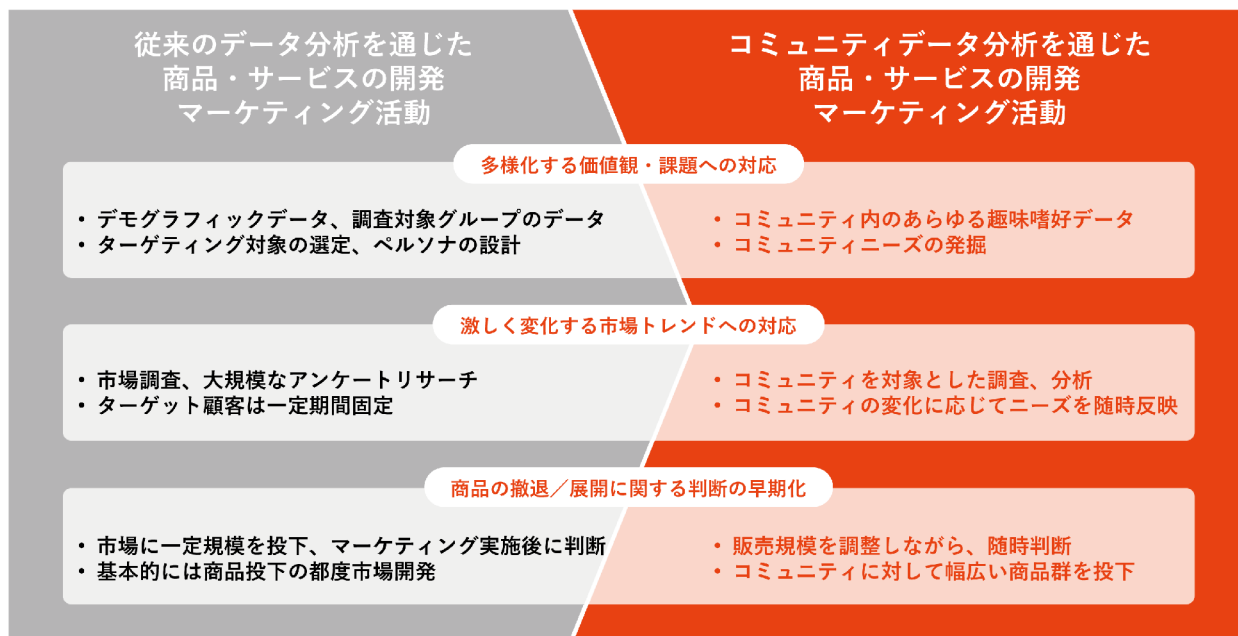 従来のデータ分析を通じた
商品・サービスの開発
マーケティング活動
コミュニティデータ分析を通じた
商品・サービスの開発
マーケティング活動
多様化する価値観・課題への対応
• デモグラフィックデータ、調査対象グループのデータ
• ターゲティング対象の選定、ペルソナの設計
• コミュニティ内のあらゆる趣味嗜好データ
• コミュニティニーズの発掘
激しく変化する市場トレンドへの対応
• 市場調査、大規模なアンケートリサーチ
• ターゲット顧客は一定期間固定
• コミュニティを対象とした調査、分析
• コミュニティの変化に応じてニーズを随時反映
商品の撤退／展開に関する判断の早期化
• 市場に一定規模を投下、マーケティング実施後に判断
• 基本的には商品投下の都度市場開発
• 販売規模を調整しながら、随時判断
• コミュニティに対して幅広い商品群を投下